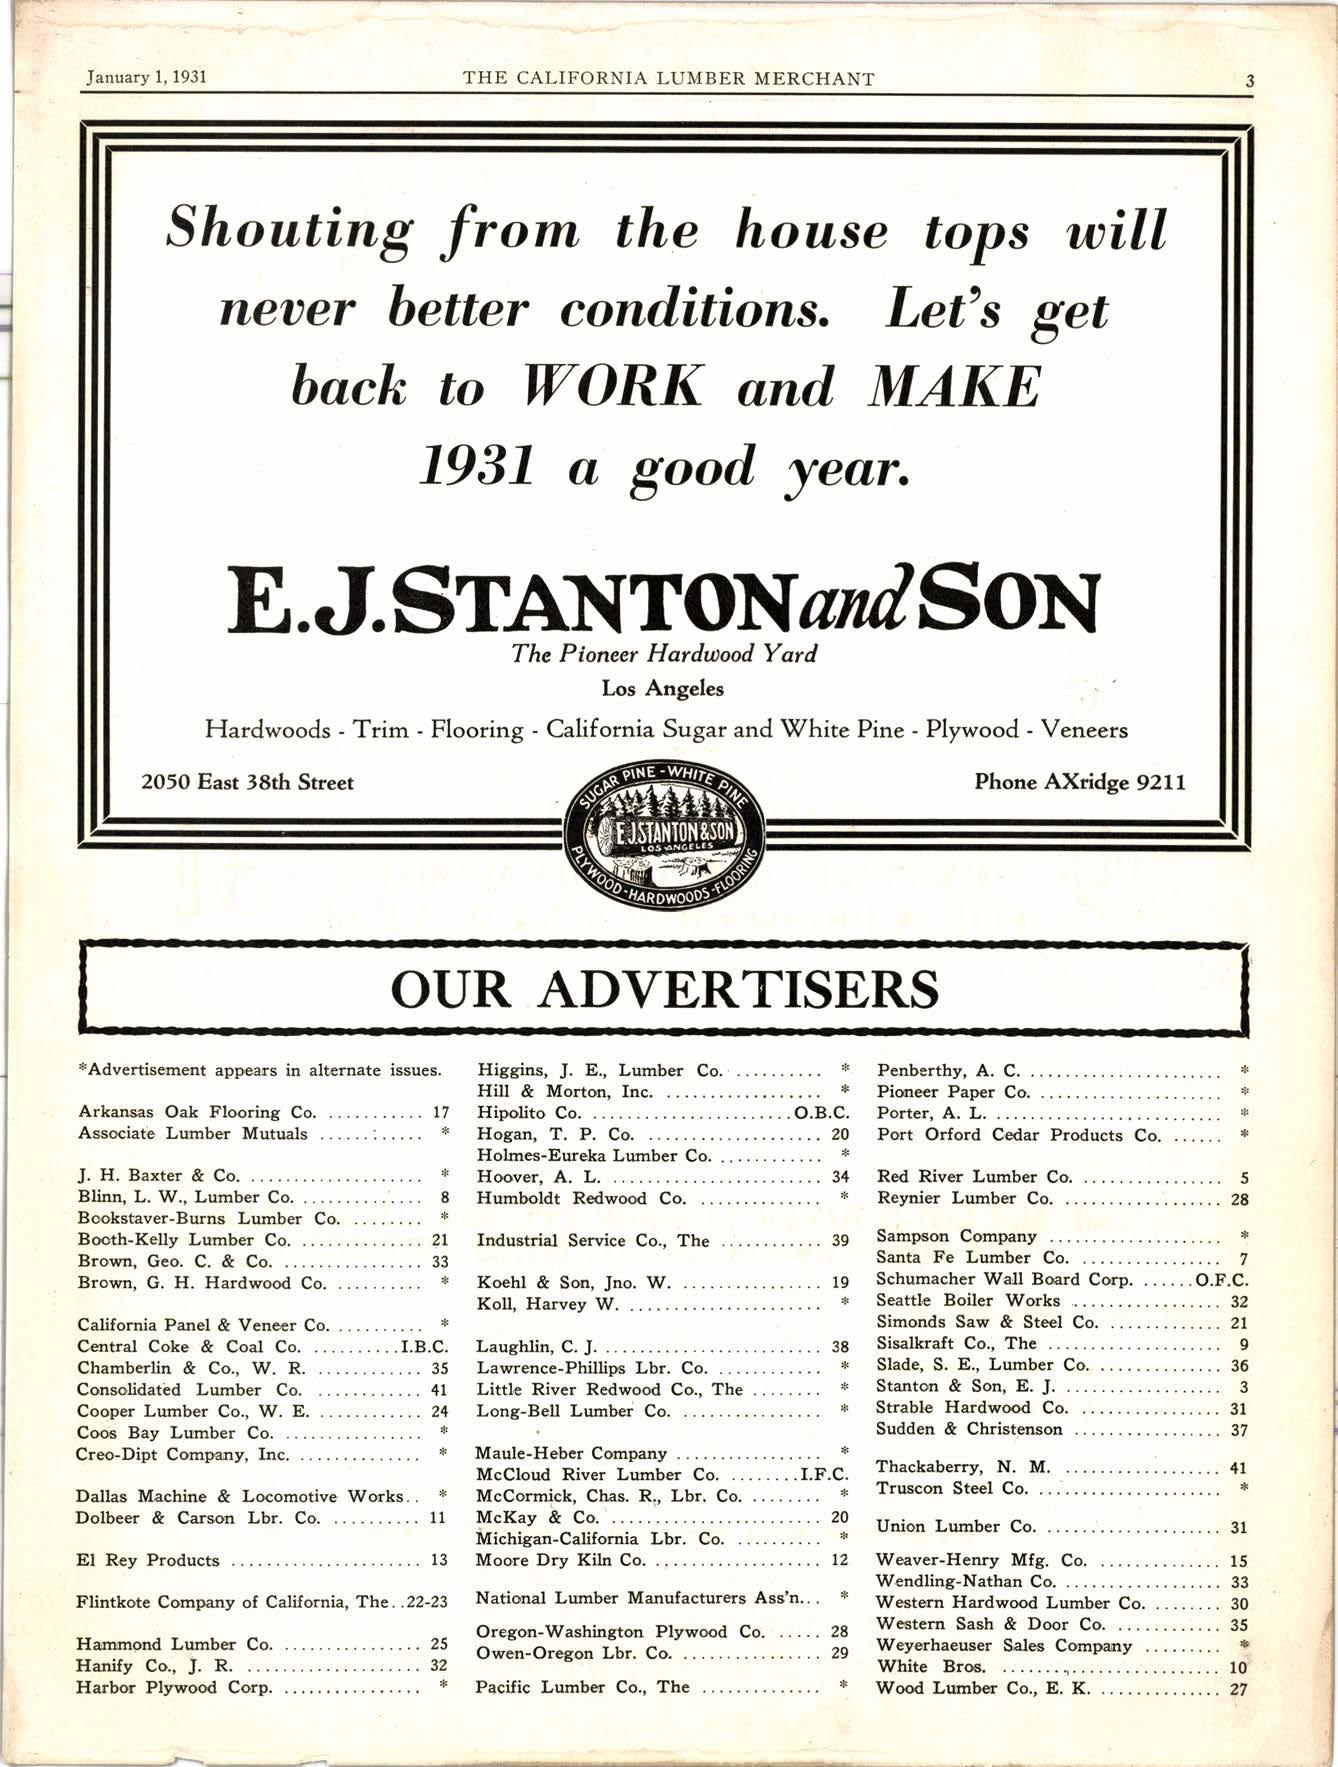 January 1, 1931 THE CALIFORNIA LUMBER MERCHANT 3
Shouting from the house tops will
never better conditions. Let's get
back to WORK and MAKE
1931 a good year.
E.J. STANTON and SON
The Pioneer Hardwood Yard
Los Angeles
Hardwoods - Trim - Flooring - California Sugar and White Pine - Plywood - Veneers
2050 East 38th Street
Phone AXridge 9211
SUGAR PINE - WHITE PINE
E.J. STANTON & SON
LOS ANGELES
PLYWOOD - HARDWOODS - FLOORING
OUR ADVERTISERS
*Advertisement appears in alternate issues.
Arkansas Oak Flooring Co. ........... 17
Associate Lumber Mutuals ........... *
J. H. Baxter & Co. .................. *
Blinn, L. W., Lumber Co. ............ 8
Bookstaver-Burns Lumber Co. ........ *
Booth-Kelly Lumber Co. .............. 21
Brown, Geo. C. & Co. ................ 33
Brown, G. H. Hardwood Co. .......... *
California Panel & Veneer Co. .......... *
Central Coke & Coal Co. ..........I.B.C.
Chamberlin & Co., W. R. ............ 35
Consolidated Lumber Co. ............ 41
Cooper Lumber Co., W. E. ............ 24
Coos Bay Lumber Co. ................ *
Creo-Dipt Company, Inc. .............. *
Dallas Machine & Locomotive Works.. *
Dolbeer & Carson Lbr. Co. .......... 11
El Rey Products ...................... 13
Flintkote Company of California, The..22-23
Hammond Lumber Co. ................ 25
Hanify Co., J. R. .................... 32
Harbor Plywood Corp. ................ *
Higgins, J. E., Lumber Co. .......... *
Hill & Morton, Inc. .................. *
Hipolito Co. .......................O.B.C.
Hogan, T. P. Co. .................... 20
Holmes-Eureka Lumber Co. ............ *
Hoover, A. L. ........................ 34
Humboldt Redwood Co. .............. *
Industrial Service Co., The ............ 39
Koehl & Son, Jno. W. ................ 19
Koll, Harvey W. ...................... *
Laughlin, C. J. ......................... 38
Lawrence-Phillips Lbr. Co. ............ *
Little River Redwood Co., The ........ *
Long-Bell Lumber Co. ................ *
Maule-Heber Company ................. *
McCloud River Lumber Co. ........I.F.C.
McCormick, Chas. R., Lbr. Co. ........ *
McKay & Co. ........................ 20
Michigan-California Lbr. Co. .......... *
Moore Dry Kiln Co. ................... 12
National Lumber Manufacturers Ass'n... *
Oregon-Washington Plywood Co. ..... 28
Owen-Oregon Lbr. Co. ................ 29
Pacific Lumber Co., The .............. *
Penberthy, A. C. ...................... *
Pioneer Paper Co. ..................... *
Porter, A. L. .......................... *
Port Orford Cedar Products Co. ...... *
Red River Lumber Co. ................ 5
Reynier Lumber Co. .................. 28
Sampson Company .................... *
Santa Fe Lumber Co. ................ 7
Schumacher Wall Board Corp. ......O.F.C.
Seattle Boiler Works ................. 32
Simonds Saw & Steel Co. ............. 21
Sisalkraft Co., The .................... 9
Slade, S. E., Lumber Co. .............. 36
Stanton & Son, E. J. .................. 3
Strable Hardwood Co. ................ 31
Sudden & Christenson ................. 37
Thackaberry, N. M. .................. 41
Truscon Steel Co. ..................... *
Union Lumber Co. .................... 31
Weaver-Henry Mfg. Co. .............. 15
Wendling-Nathan Co. .................. 33
Western Hardwood Lumber Co. ........ 30
Western Sash & Door Co. ............ 35
Weyerhaeuser Sales Company ......... *
White Bros. ......................... 10
Wood Lumber Co., E. K. .............. 27